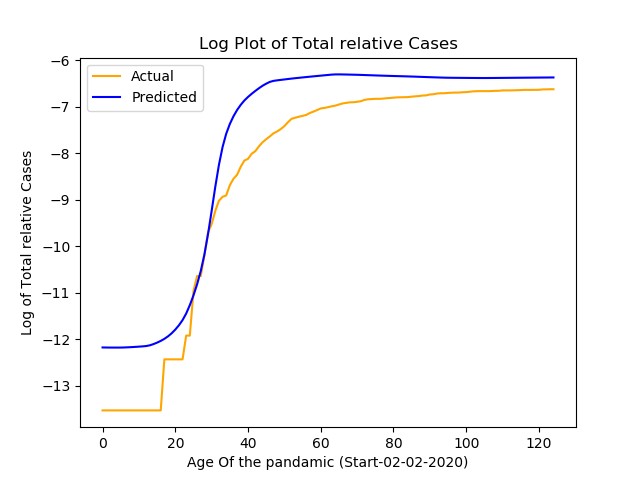 Log Plot of Total relative Cases
Actual
Predicted
Log of Total relative Cases
−6
−7
−8
−9
−10
−11
−12
−13
0 20 40 60 80 100 120
Age Of the pandamic (Start-02-02-2020)